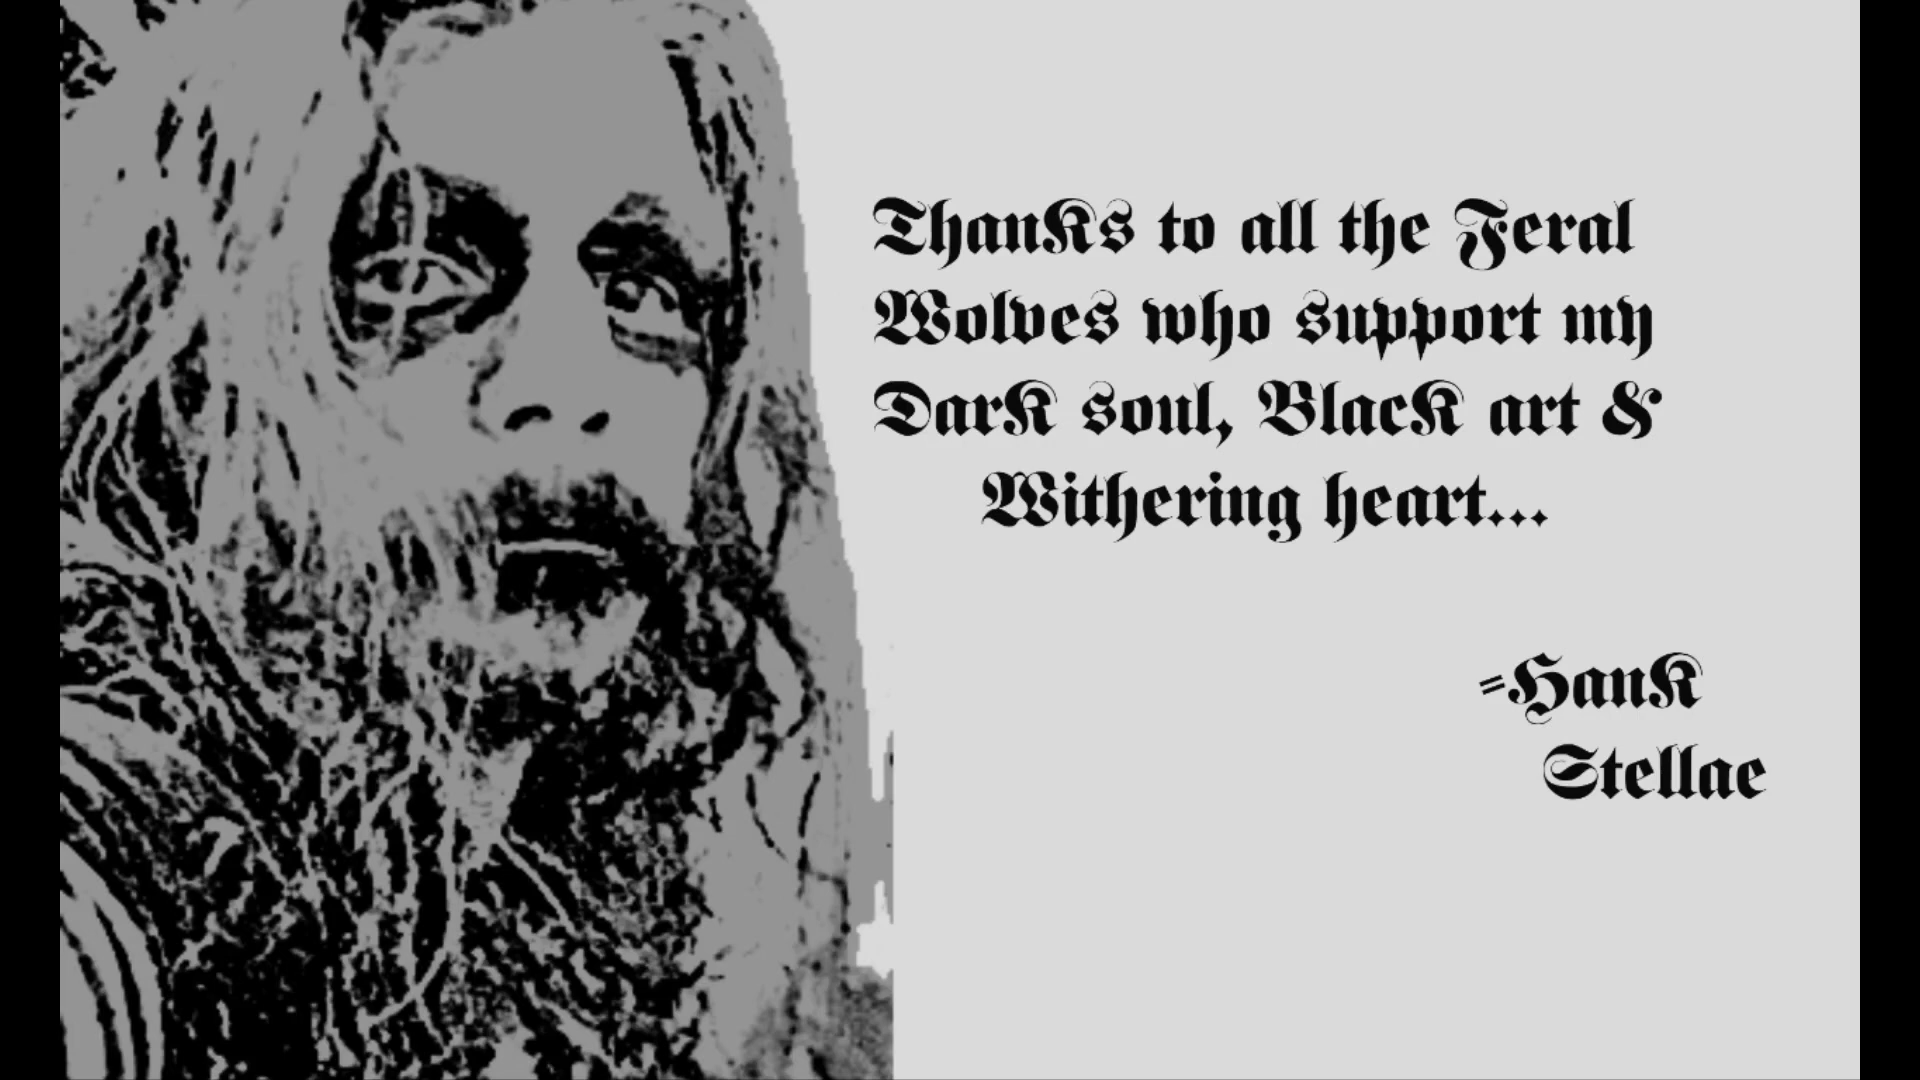 ThanKs to all the Feral
Wolves who support my
DarK soul, BlacK art &
Withering heart...
-HanK
Stellae